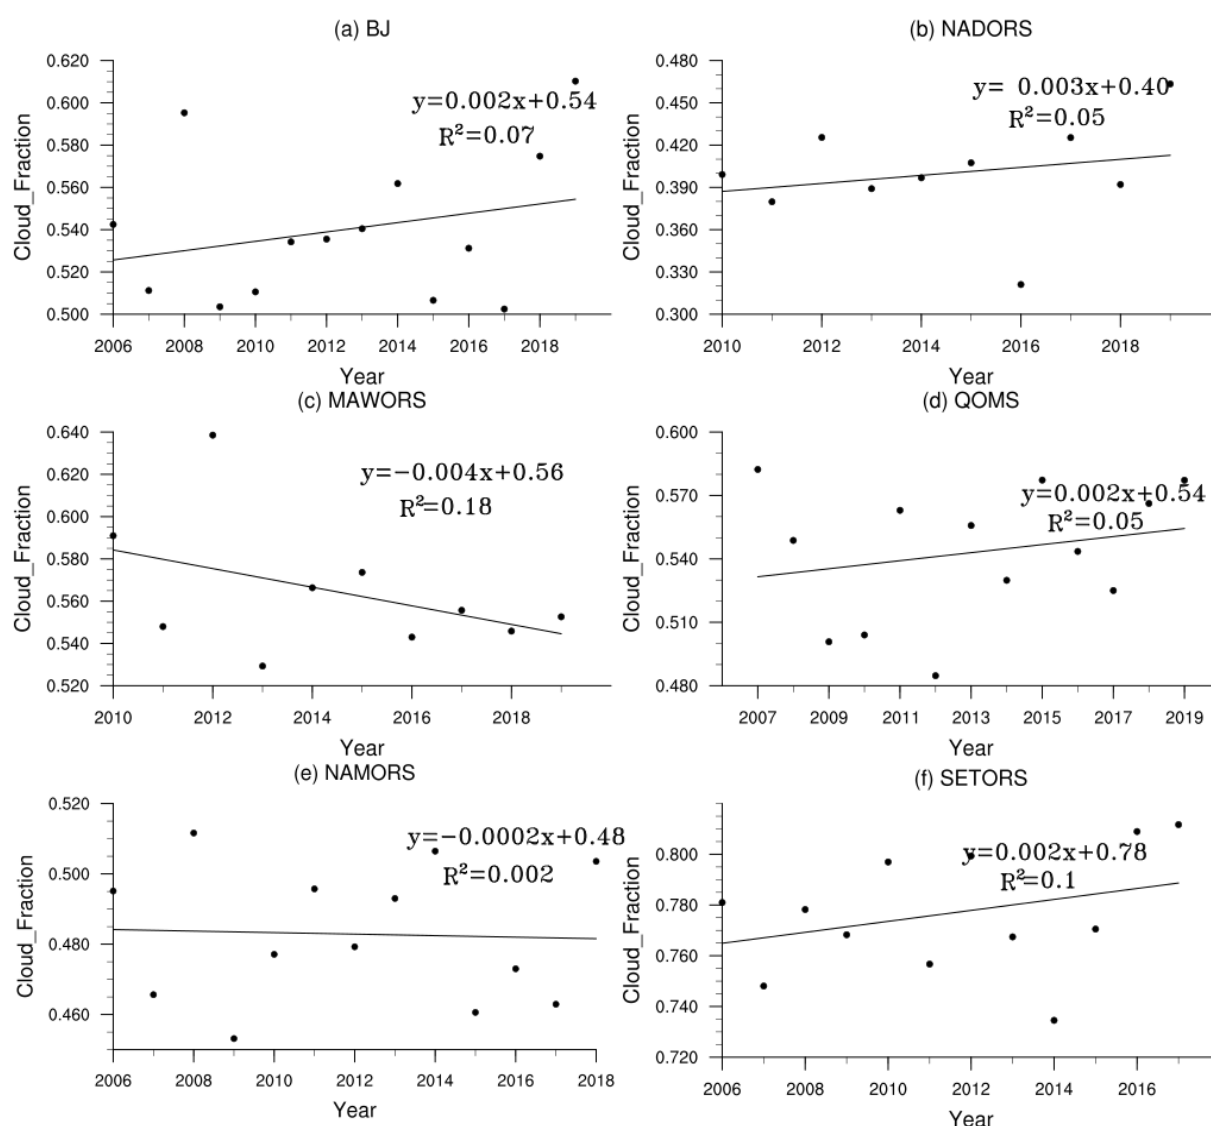 (a) BJ
0.620
0.600
0.580
0.560
0.540
0.520
0.500
Cloud_Fraction
y=0.002x+0.54
R²=0.07
2006 2008 2010 2012 2014 2016 2018
Year
(b) NADORS
0.480
0.450
0.420
0.390
0.360
0.330
0.300
Cloud_Fraction
y= 0.003x+0.40
R²=0.05
2010 2012 2014 2016 2018
Year
(c) MAWORS
0.640
0.620
0.600
0.580
0.560
0.540
0.520
Cloud_Fraction
y=−0.004x+0.56
R²=0.18
2010 2012 2014 2016 2018
Year
(d) QOMS
0.600
0.570
0.540
0.510
0.480
Cloud_Fraction
y=0.002x+0.54
R²=0.05
2007 2009 2011 2013 2015 2017 2019
Year
(e) NAMORS
0.520
0.500
0.480
0.460
Cloud_Fraction
y=−0.0002x+0.48
R²=0.002
2006 2008 2010 2012 2014 2016 2018
Year
(f) SETORS
0.800
0.780
0.760
0.740
0.720
Cloud_Fraction
y=0.002x+0.78
R²=0.1
2006 2008 2010 2012 2014 2016
Year